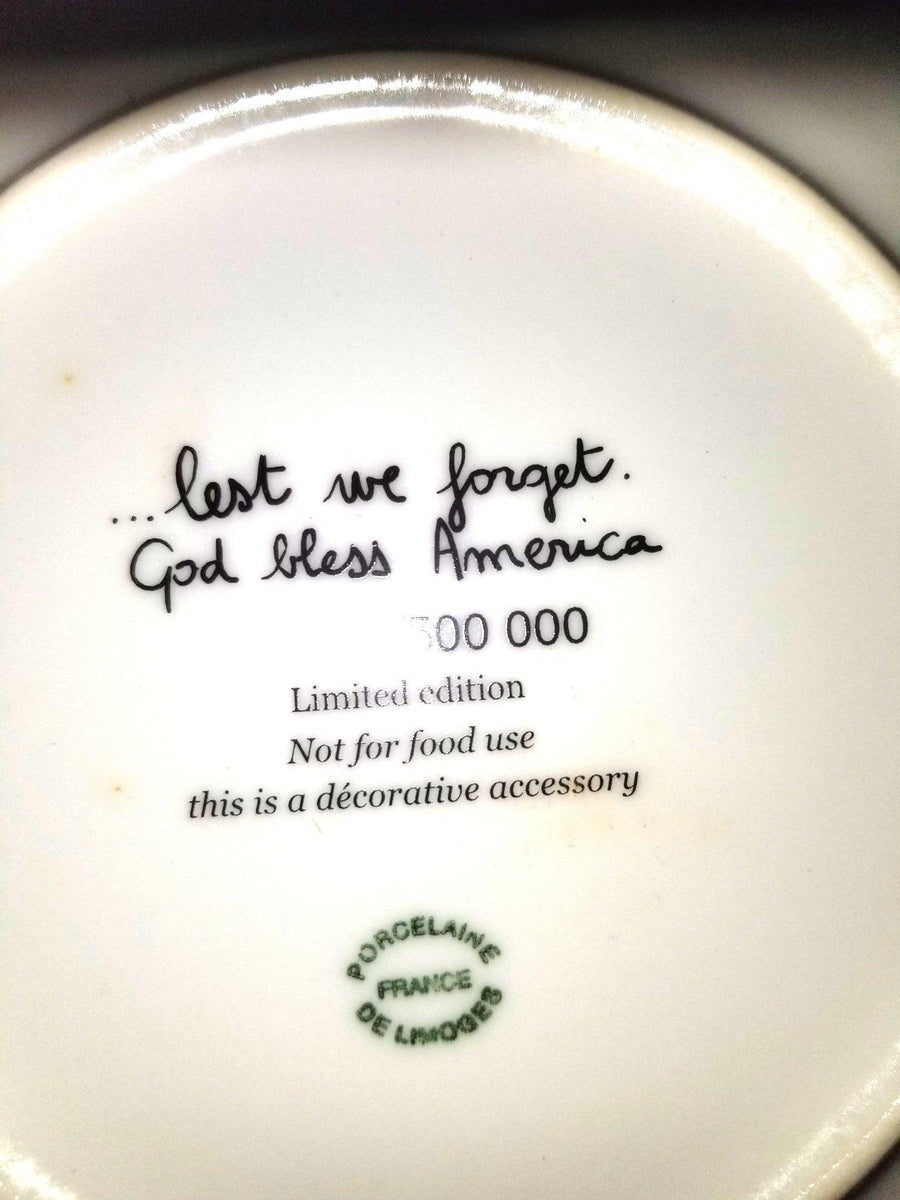 ...lest we forget.
God bless America
000
Limited edition
Not for food use
this is a décorative accessory
PORCELAINE
FRANCE
DE LIMOGES